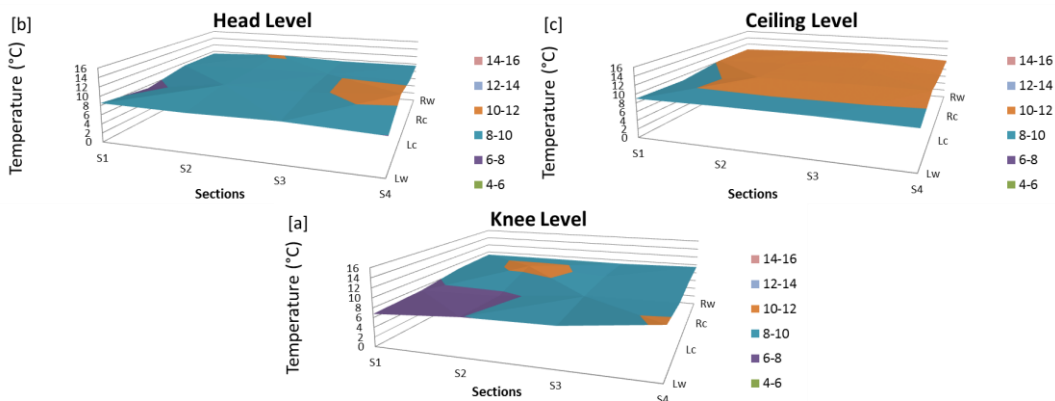 [b]
Head Level
Temperature (°C)
16
14
12
10
8
6
4
2
0
S1
S2
S3
S4
Sections
Rw
Rc
Lc
Lw
14-16
12-14
10-12
8-10
6-8
4-6
[c]
Ceiling Level
Temperature (°C)
16
14
12
10
8
6
4
2
0
S1
S2
S3
S4
Sections
Rw
Rc
Lc
Lw
14-16
12-14
10-12
8-10
6-8
4-6
[a]
Knee Level
Temperature (°C)
16
14
12
10
8
6
4
2
0
S1
S2
S3
S4
Sections
Rw
Rc
Lc
Lw
14-16
12-14
10-12
8-10
6-8
4-6